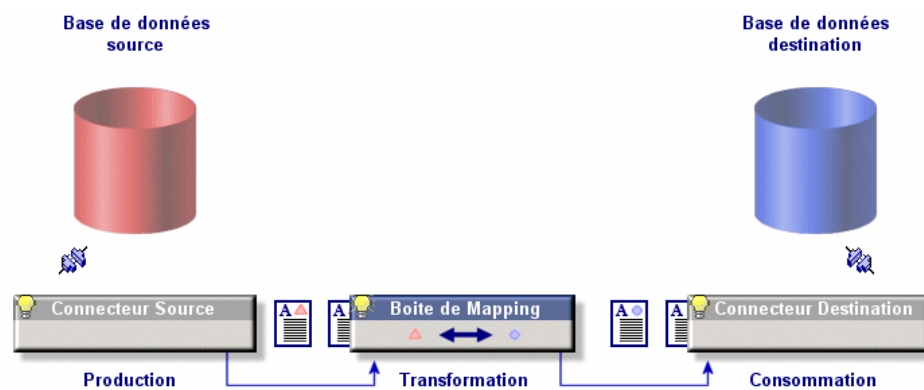 Base de données
source
Base de données
destination
Connecteur Source
A
A
Boite de Mapping
A
A
Connecteur Destination
Production
Transformation
Consommation